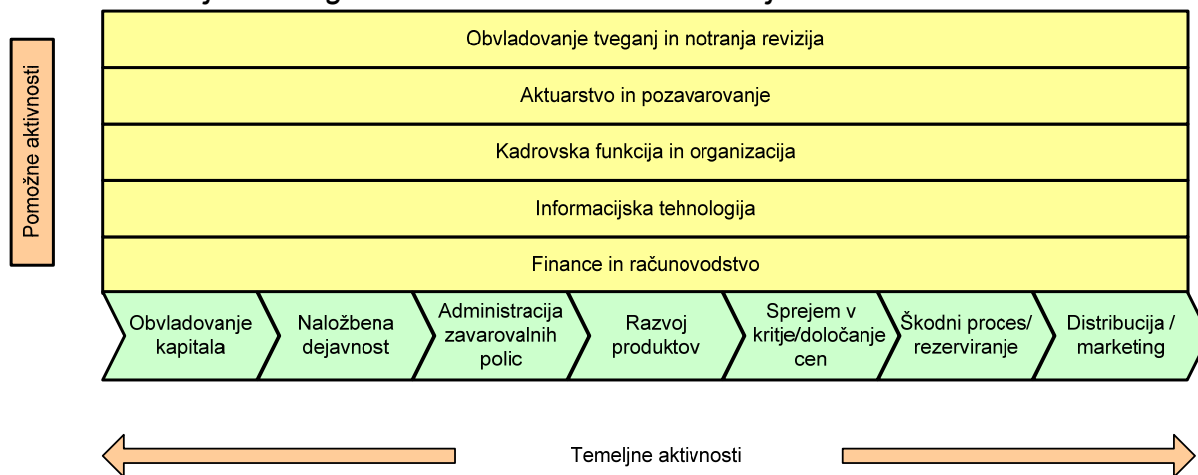 Obvladovanje tveganj in notranja revizija
Aktuarstvo in pozavarovanje
Pomožne aktivnosti
Kadrovska funkcija in organizacija
Informacijska tehnologija
Finance in računovodstvo
Obvladovanje
kapitala
Naložbena
dejavnost
Administracija
zavarovalnih
polic
Razvoj
produktov
Sprejem v
kritje/določanje
cen
Škodni proces/
rezerviranje
Distribucija /
marketing
Temeljne aktivnosti